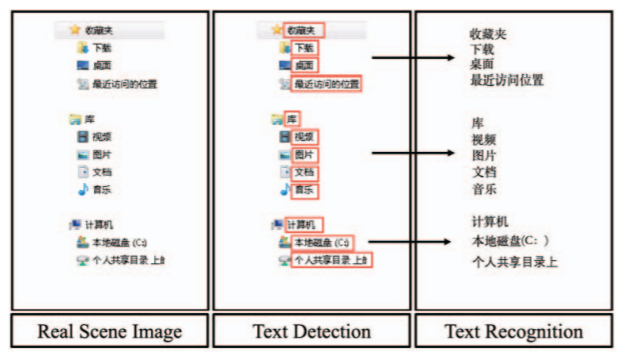 收藏夹
下载
桌面
最近访问的位置
库
视频
图片
文档
音乐
计算机
本地磁盘 (C:)
个人共享目录 上
Real Scene Image
收藏夹
下载
桌面
最近访问的位置
库
视频
图片
文档
音乐
计算机
本地磁盘 (C:)
个人共享目录 上
Text Detection
收藏夹
下载
桌面
最近访问位置
库
视频
图片
文档
音乐
计算机
本地磁盘(C: )
个人共享目录上
Text Recognition